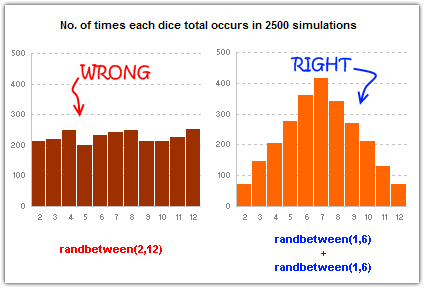 No. of times each dice total occurs in 2500 simulations
500
400
300
200
100
0
WRONG
2 3 4 5 6 7 8 9 10 11 12
randbetween(2,12)
500
400
300
200
100
0
RIGHT
2 3 4 5 6 7 8 9 10 11 12
randbetween(1,6)
+
randbetween(1,6)